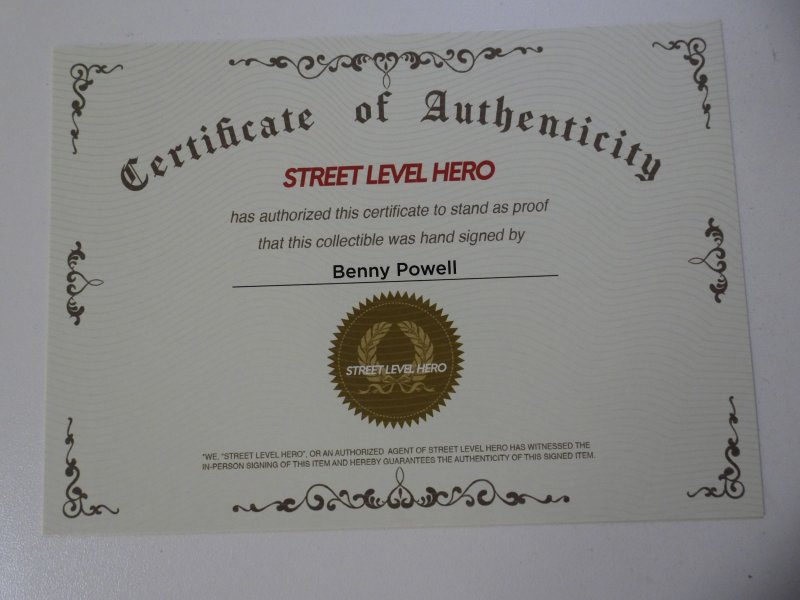 Certificate of Authenticity
STREET LEVEL HERO
has authorized this certificate to stand as proof
that this collectible was hand signed by
Benny Powell
STREET LEVEL HERO
"WE, "STREET LEVEL HERO", OR AN AUTHORIZED AGENT OF STREET LEVEL HERO HAS WITNESSED THE
IN-PERSON SIGNING OF THIS ITEM AND HEREBY GUARANTEES THE AUTHENTICITY OF THIS SIGNED ITEM.